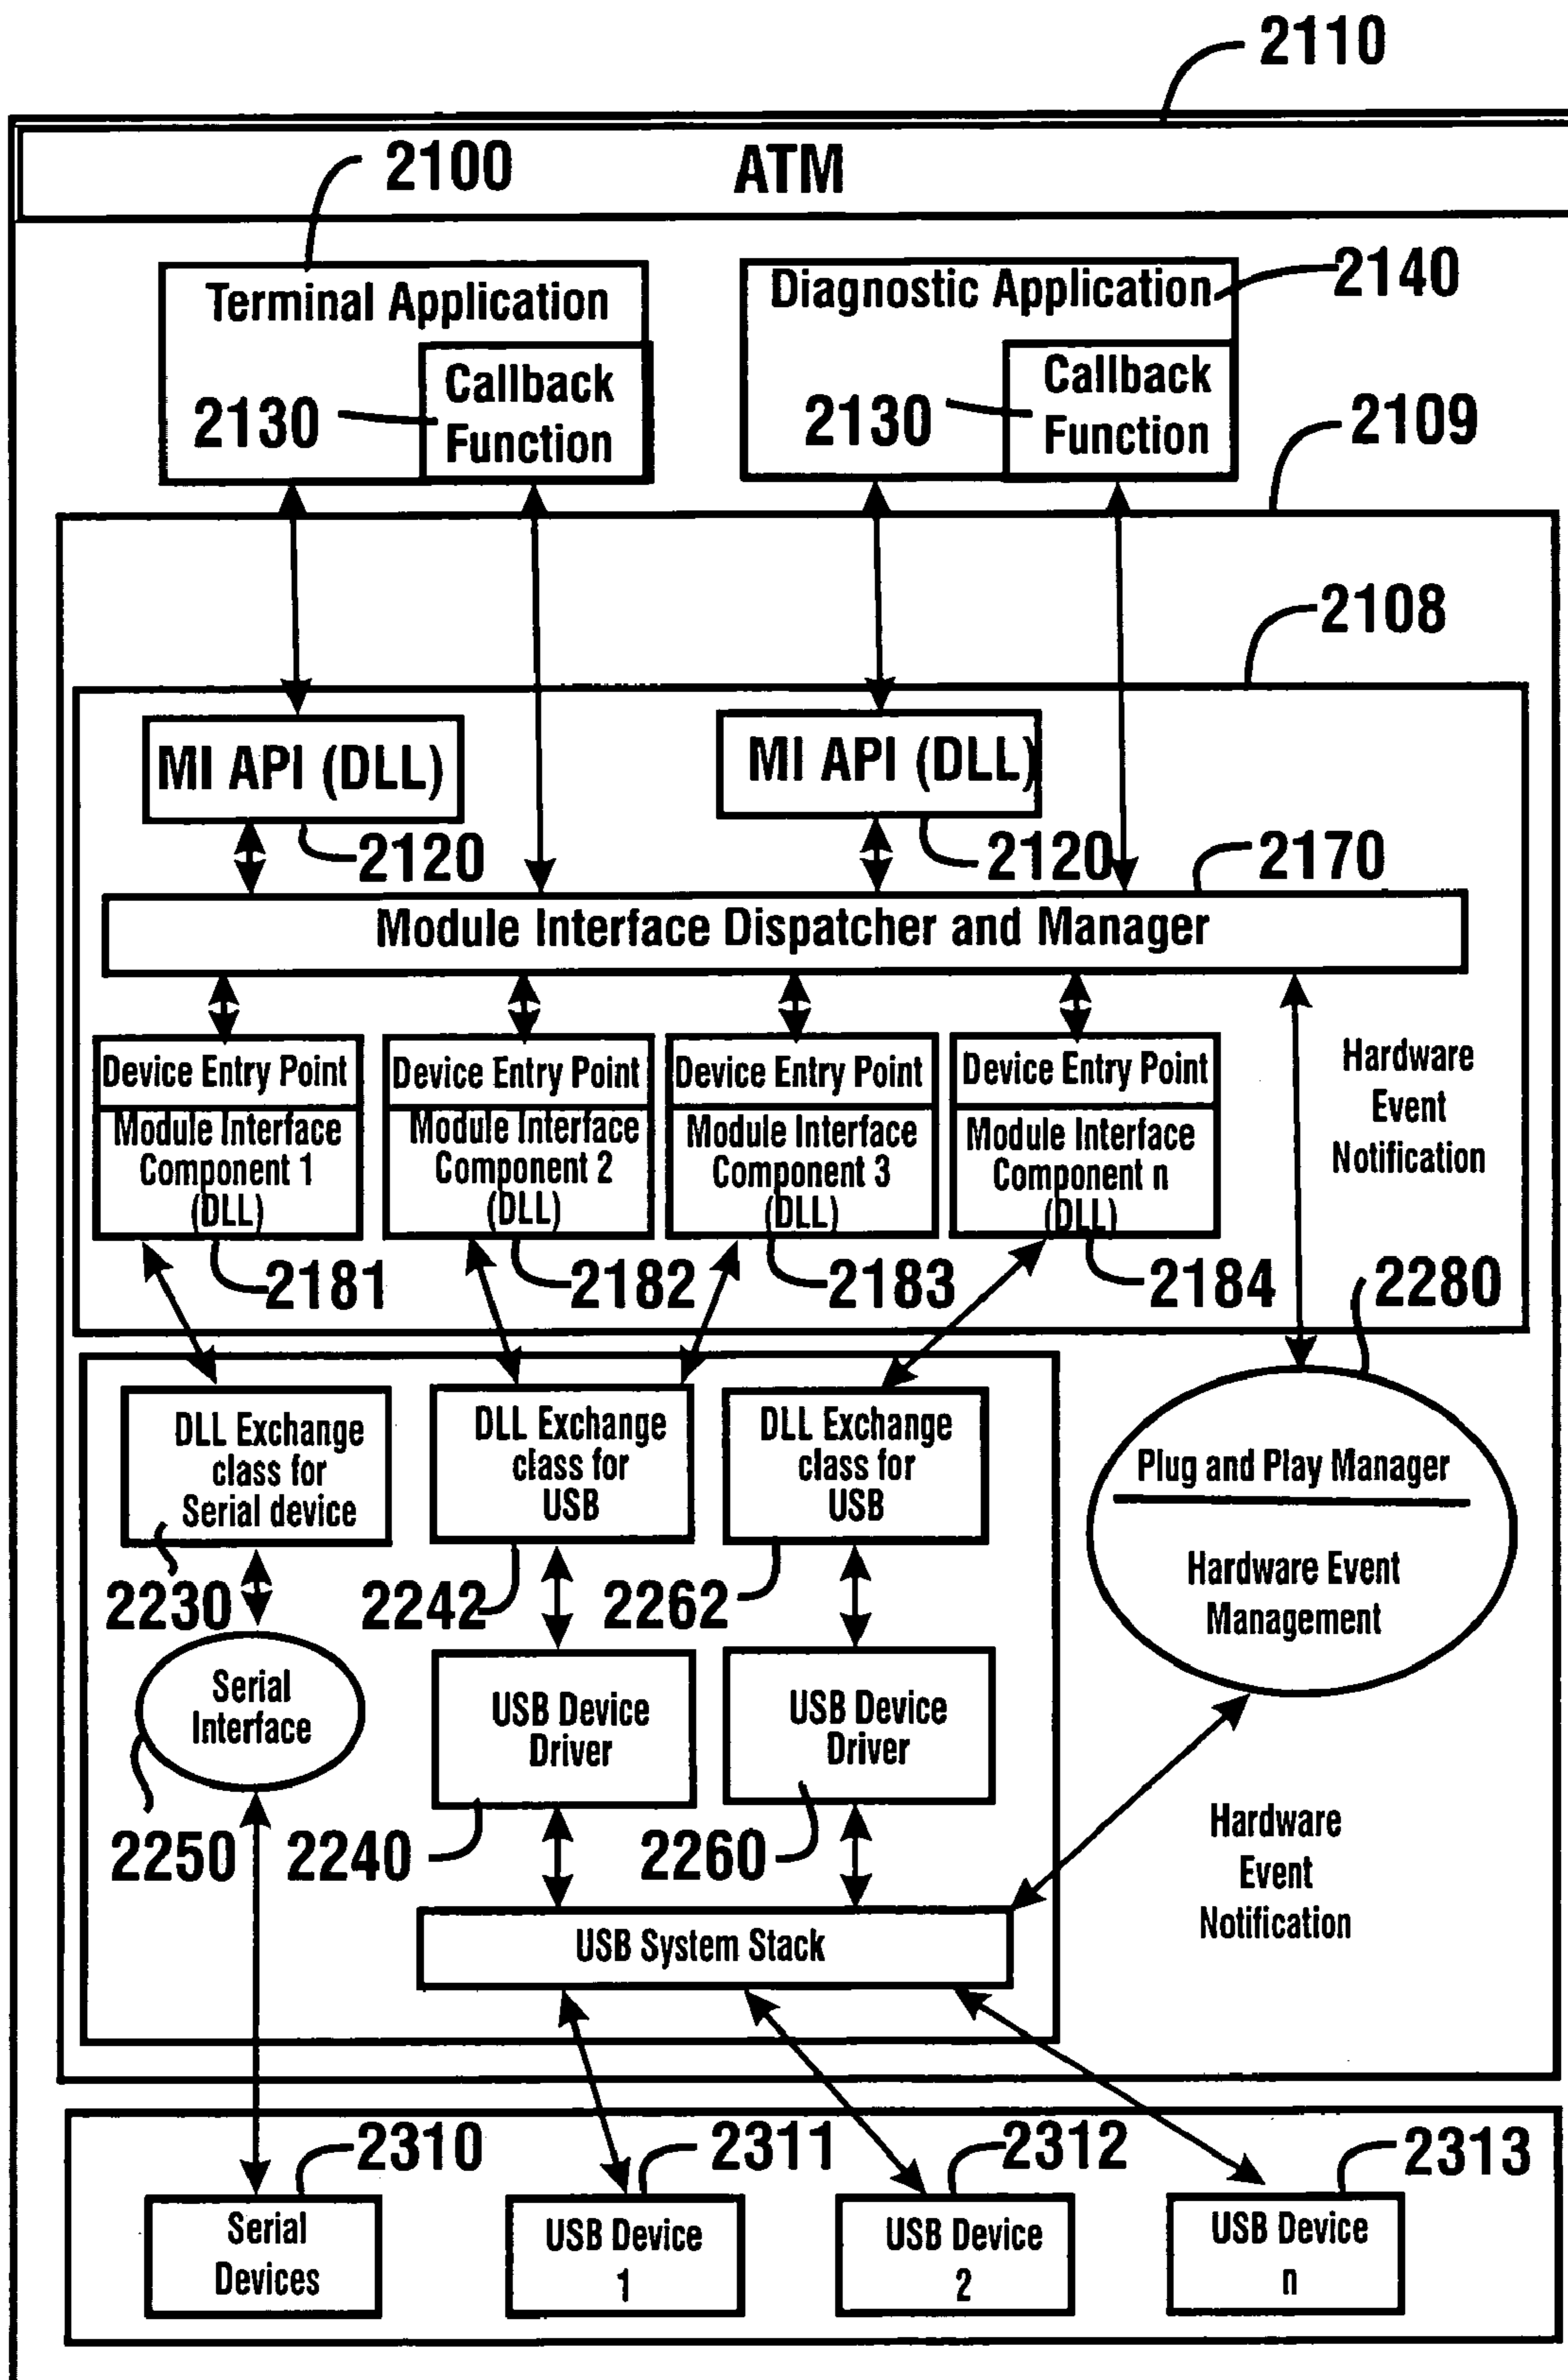 2110
2100
ATM
Terminal Application
Callback
Function
2130
Diagnostic Application
2140
Callback
Function
2130
2109
2108
MI API (DLL)
2120
MI API (DLL)
2120
2170
Module Interface Dispatcher and Manager
Device Entry Point
Module Interface
Component 1
(DLL)
2181
Device Entry Point
Module Interface
Component 2
(DLL)
2182
Device Entry Point
Module Interface
Component 3
(DLL)
2183
Device Entry Point
Module Interface
Component n
(DLL)
2184
Hardware
Event
Notification
2280
DLL Exchange
class for
Serial device
2230
DLL Exchange
class for
USB
2242
DLL Exchange
class for
USB
2262
Plug and Play Manager
Hardware Event
Management
Serial
Interface
2250
USB Device
Driver
2240
USB Device
Driver
2260
Hardware
Event
Notification
USB System Stack
2310
Serial
Devices
2311
USB Device
1
2312
USB Device
2
2313
USB Device
n